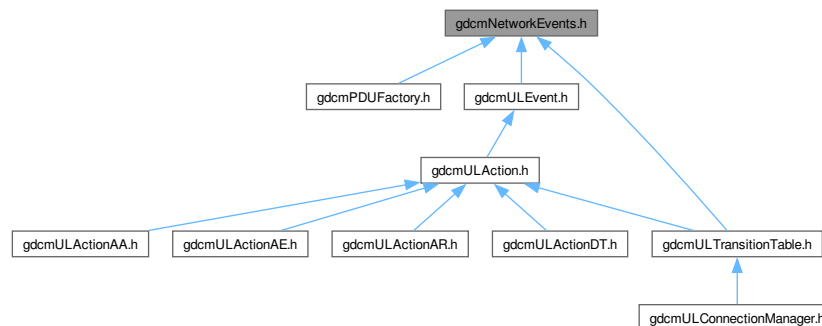 gdcmNetworkEvents.h
gdcmPDUFactory.h
gdcmULEvent.h
gdcmULAction.h
gdcmULActionAA.h
gdcmULActionAE.h
gdcmULActionAR.h
gdcmULActionDT.h
gdcmULTransitionTable.h
gdcmULConnectionManager.h